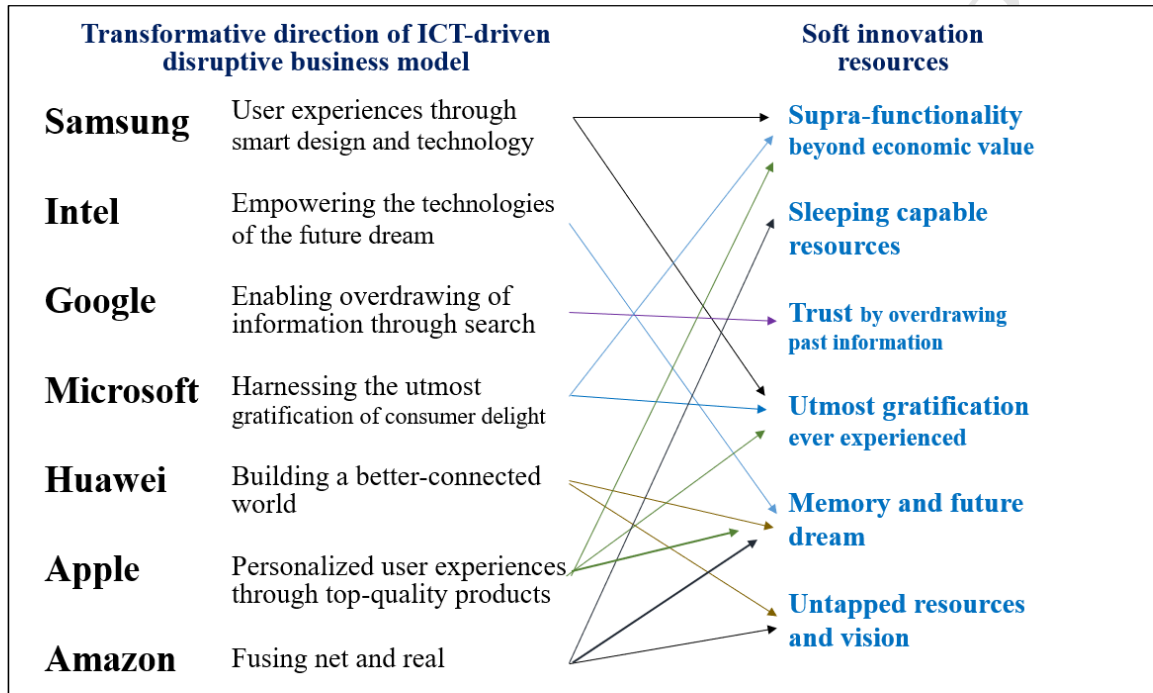 Transformative direction of ICT-driven
disruptive business model
Soft innovation
resources
Samsung
User experiences through
smart design and technology
Intel
Empowering the technologies
of the future dream
Google
Enabling overdrawing of
information through search
Microsoft
Harnessing the utmost
gratification of consumer delight
Huawei
Building a better-connected
world
Apple
Personalized user experiences
through top-quality products
Amazon
Fusing net and real
Supra-functionality
beyond economic value
Sleeping capable
resources
Trust by overdrawing
past information
Utmost gratification
ever experienced
Memory and future
dream
Untapped resources
and vision